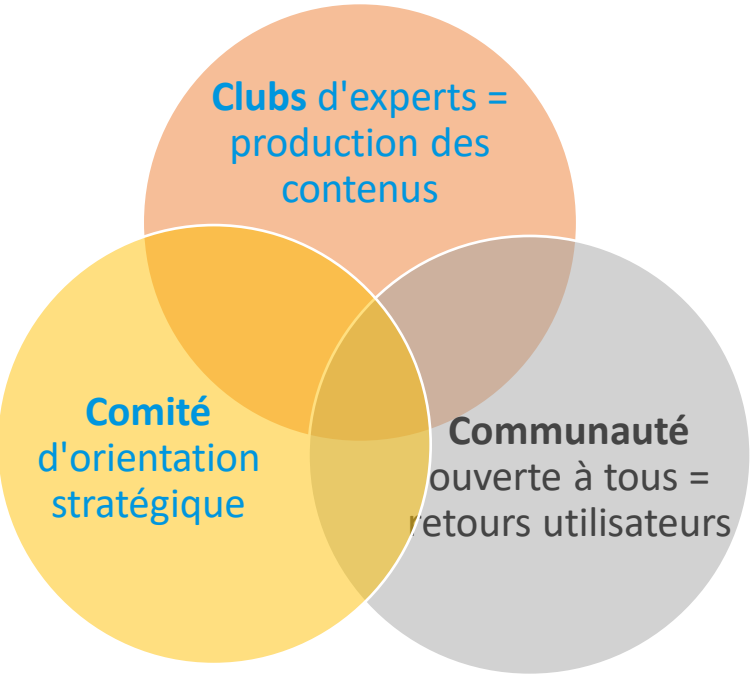 Clubs d'experts =
production des
contenus
Comité
d'orientation
stratégique
Communauté
ouverte à tous =
retours utilisateurs